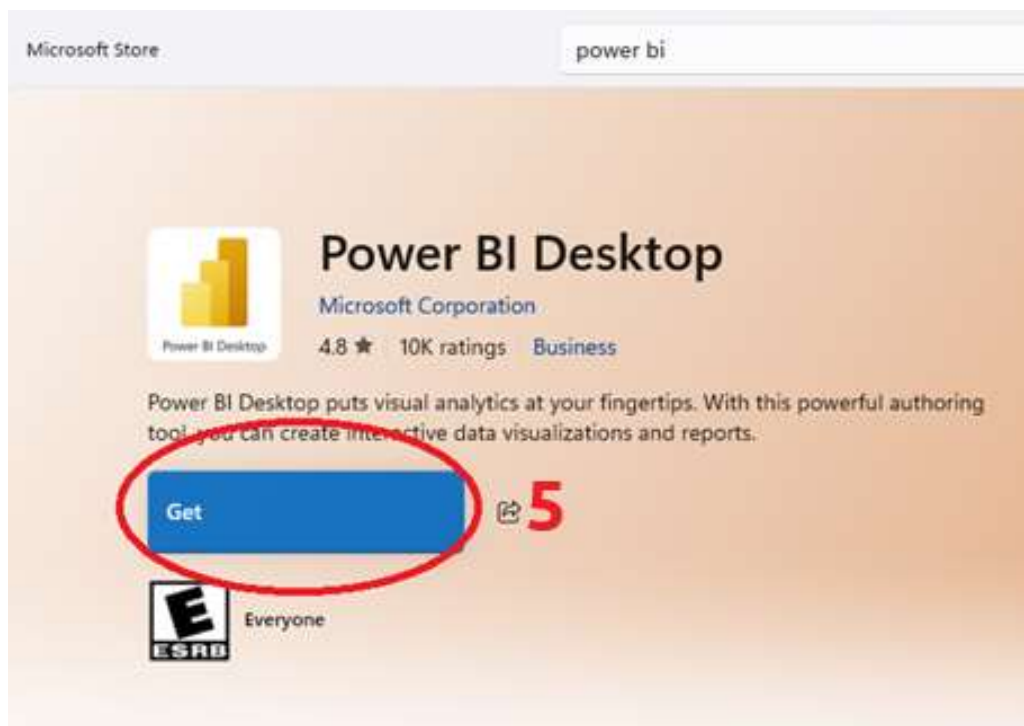 Microsoft Store
power bi
Power BI Desktop
Microsoft Corporation
Power BI Desktop
4.8 ★ 10K ratings Business
Power BI Desktop puts visual analytics at your fingertips. With this powerful authoring
tool, you can create interactive data visualizations and reports.
Get
5
E
Everyone
ESRB